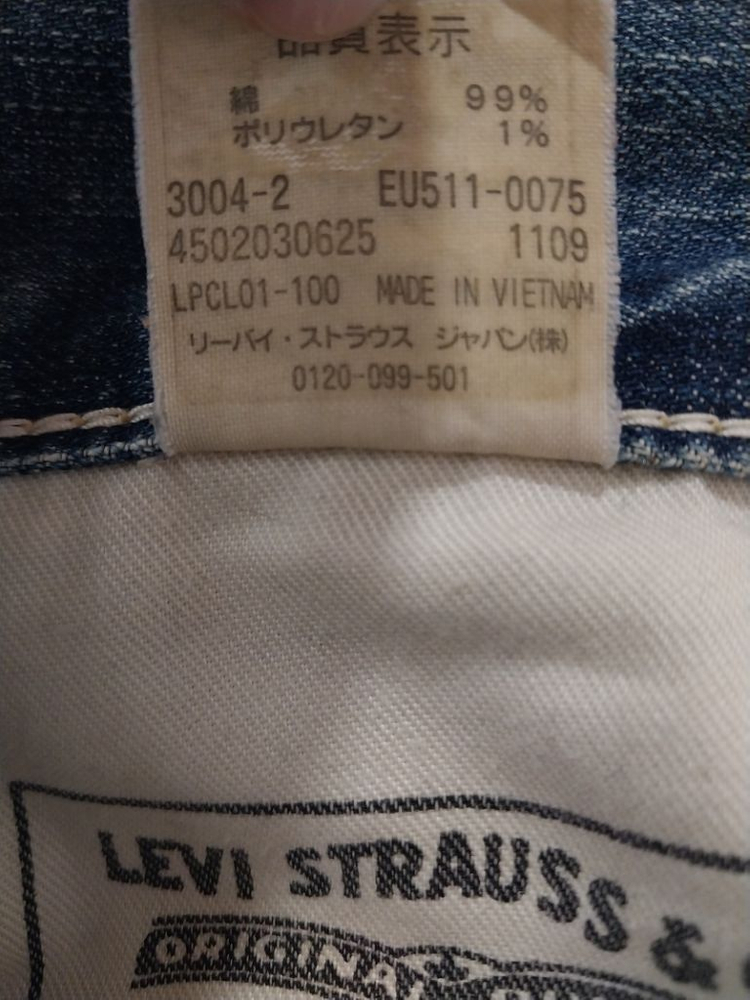 品質表示
綿 99%
ポリウレタン 1%
3004-2 EU511-0075
4502030625 1109
LPCL01-100 MADE IN VIETNAM
リーバイ・ストラウス ジャパン(株)
0120-099-501
LEVI STRAUSS &
ORIGINAL